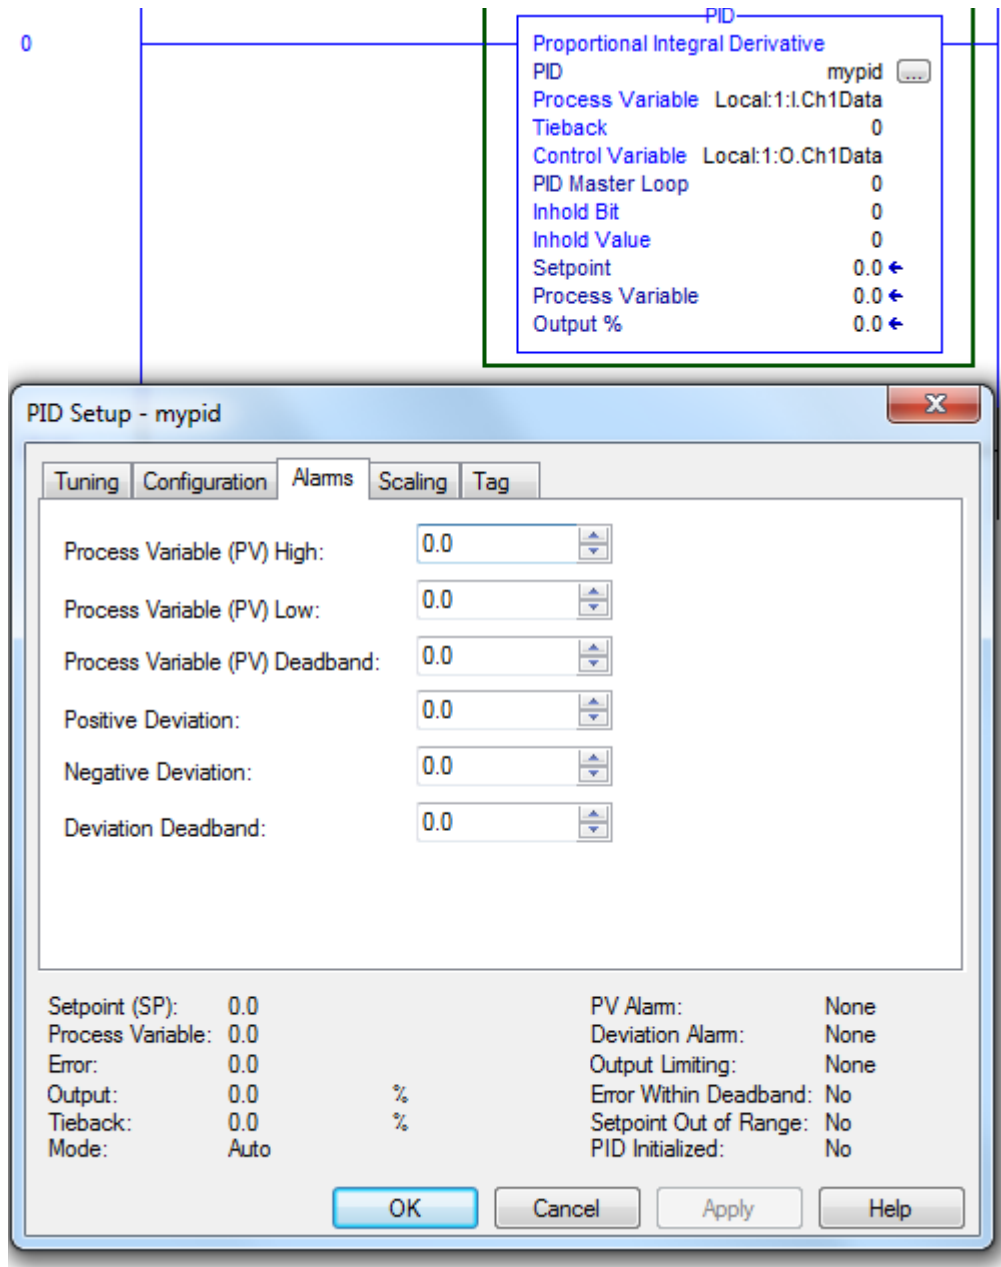 PID
0
Proportional Integral Derivative
PID mypid ...
Process Variable Local:1:I.Ch1Data
Tieback 0
Control Variable Local:1:O.Ch1Data
PID Master Loop 0
Inhold Bit 0
Inhold Value 0
Setpoint 0.0
Process Variable 0.0
Output % 0.0
PID Setup - mypid
Tuning Configuration Alarms Scaling Tag
Process Variable (PV) High: 0.0
Process Variable (PV) Low: 0.0
Process Variable (PV) Deadband: 0.0
Positive Deviation: 0.0
Negative Deviation: 0.0
Deviation Deadband: 0.0
Setpoint (SP): 0.0 PV Alarm: None
Process Variable: 0.0 Deviation Alarm: None
Error: 0.0 Output Limiting: None
Output: 0.0 % Error Within Deadband: No
Tieback: 0.0 % Setpoint Out of Range: No
Mode: Auto PID Initialized: No
OK Cancel Apply Help